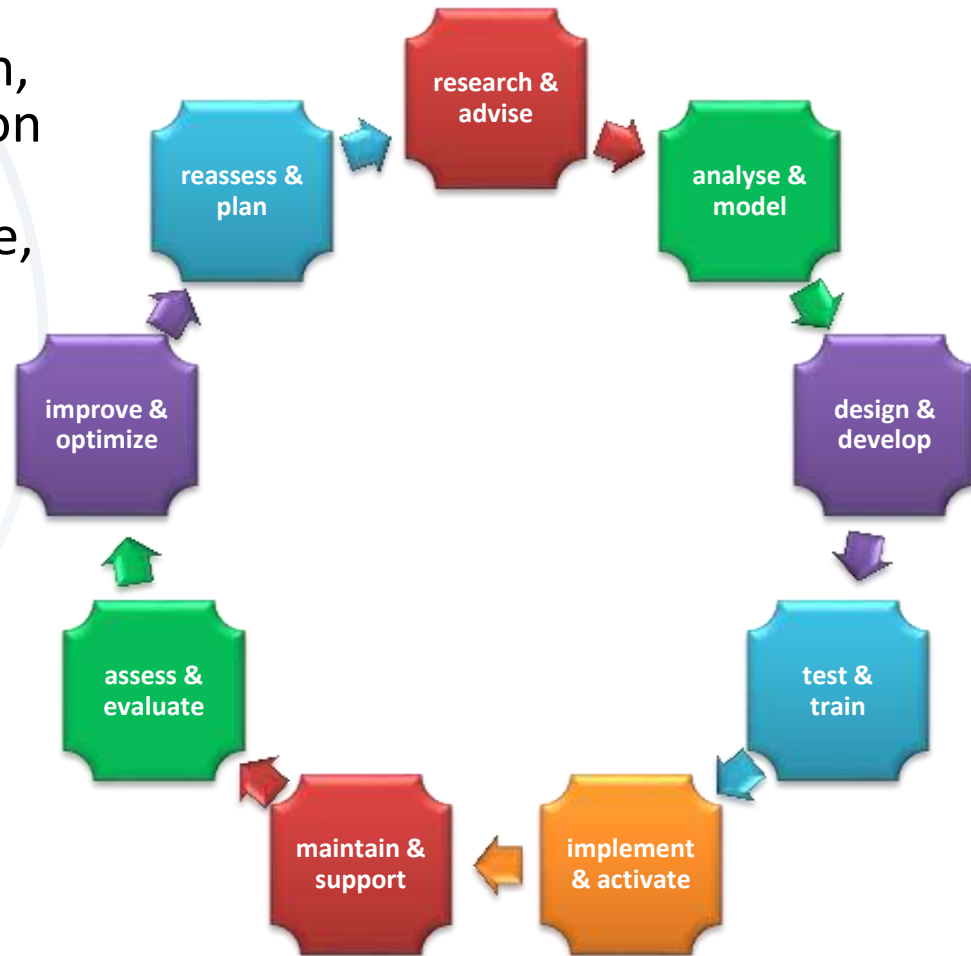 research &
advise
analyse &
model
design &
develop
test &
train
implement
& activate
maintain &
support
assess &
evaluate
improve &
optimize
reassess &
plan